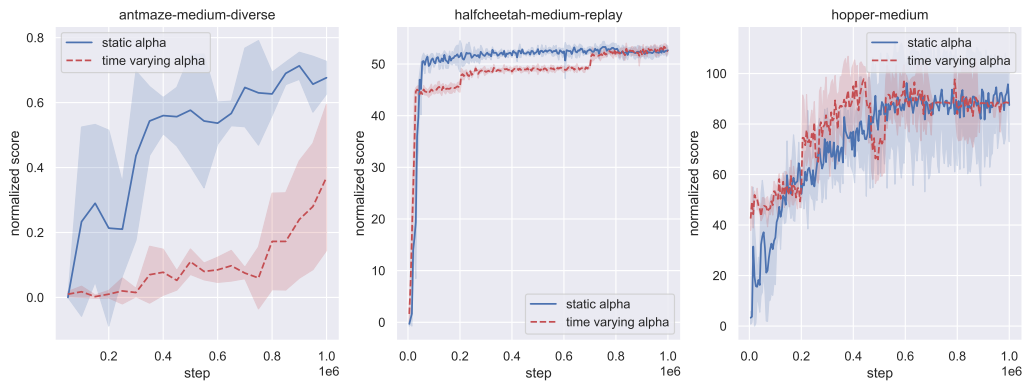 antmaze-medium-diverse
normalized score
0.8
0.6
0.4
0.2
0.0
static alpha
time varying alpha
0.2 0.4 0.6 0.8 1.0
1e6
step
halfcheetah-medium-replay
normalized score
50
40
30
20
10
0
static alpha
time varying alpha
0.0 0.2 0.4 0.6 0.8 1.0
1e6
step
hopper-medium
normalized score
100
80
60
40
20
0
static alpha
time varying alpha
0.0 0.2 0.4 0.6 0.8 1.0
1e6
step